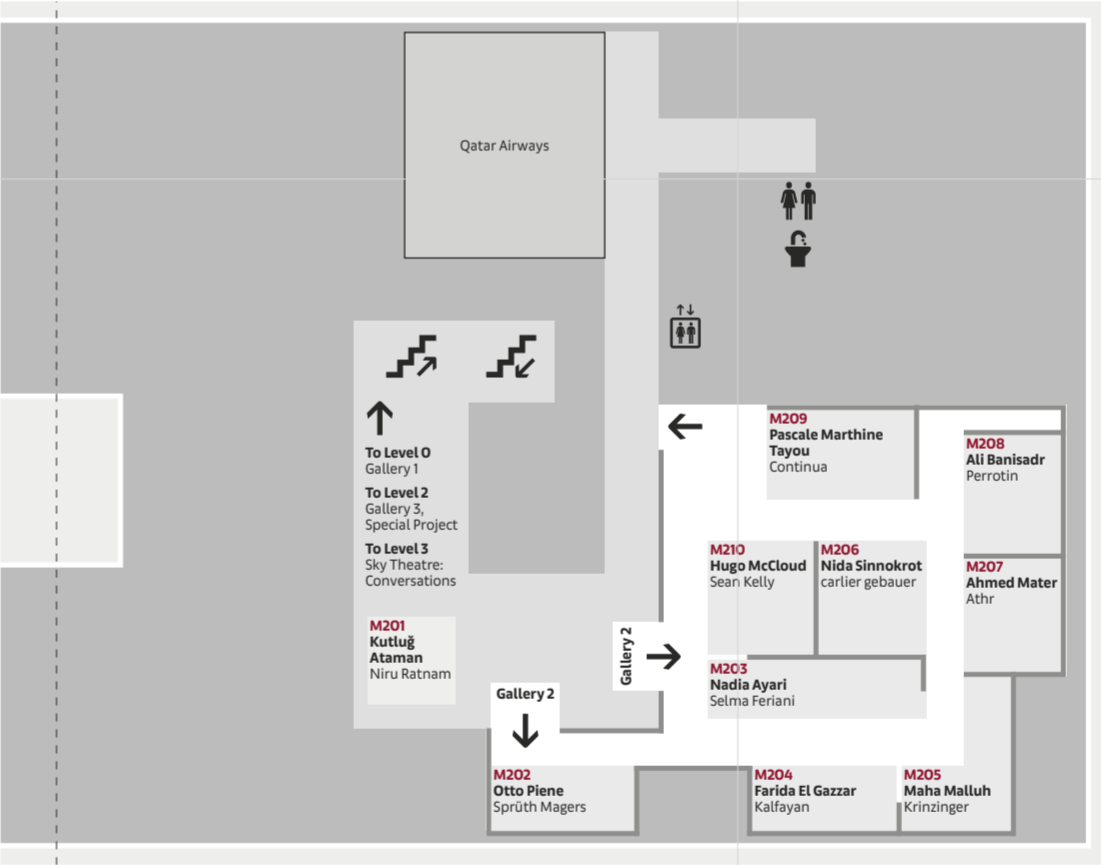 Qatar Airways
To Level 0
Gallery 1
To Level 2
Gallery 3,
Special Project
To Level 3
Sky Theatre:
Conversations
M201
Kutluğ
Ataman
Niru Ratnam
Gallery 2
Gallery 2
M202
Otto Piene
Sprüth Magers
M209
Pascale Marthine
Tayou
Continua
M208
Ali Banisadr
Perrotin
M210
Hugo McCloud
Sean Kelly
M206
Nida Sinnokrot
carlier gebauer
M207
Ahmed Mater
Athr
M203
Nadia Ayari
Selma Feriani
M204
Farida El Gazzar
Kalfayan
M205
Maha Malluh
Krinzinger